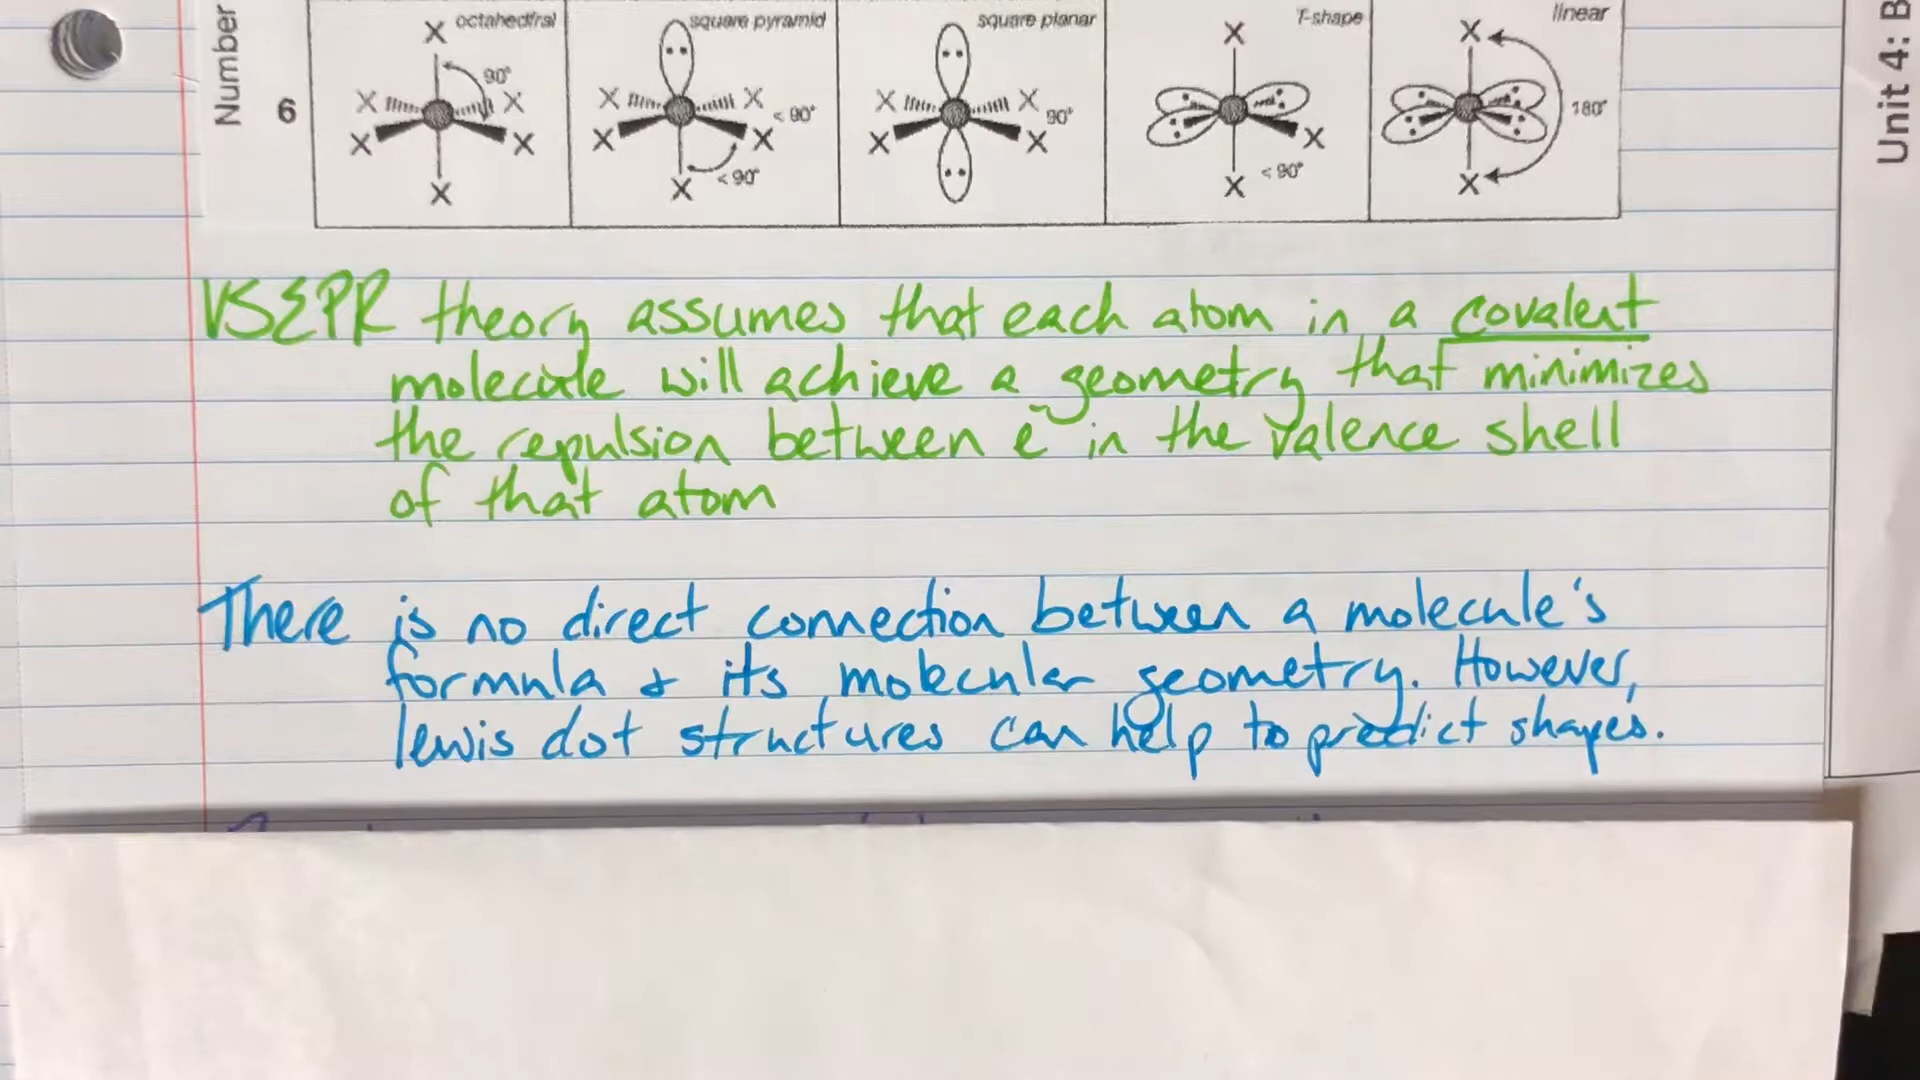 Number
Unit 4: B
octahedral
square pyramid
square planar
T-shape
linear
6
X
90°
X X
X X
X
X X
< 90°
X X
X
< 90°
X X
90°
X X
X
X
X
< 90°
X
180°
X
VSEPR theory assumes that each atom in a covalent
molecule will achieve a geometry that minimizes
the repulsion between e⁻ in the valence shell
of that atom
There is no direct connection between a molecule's
formula & its molecular geometry. However,
lewis dot structures can help to predict shapes.